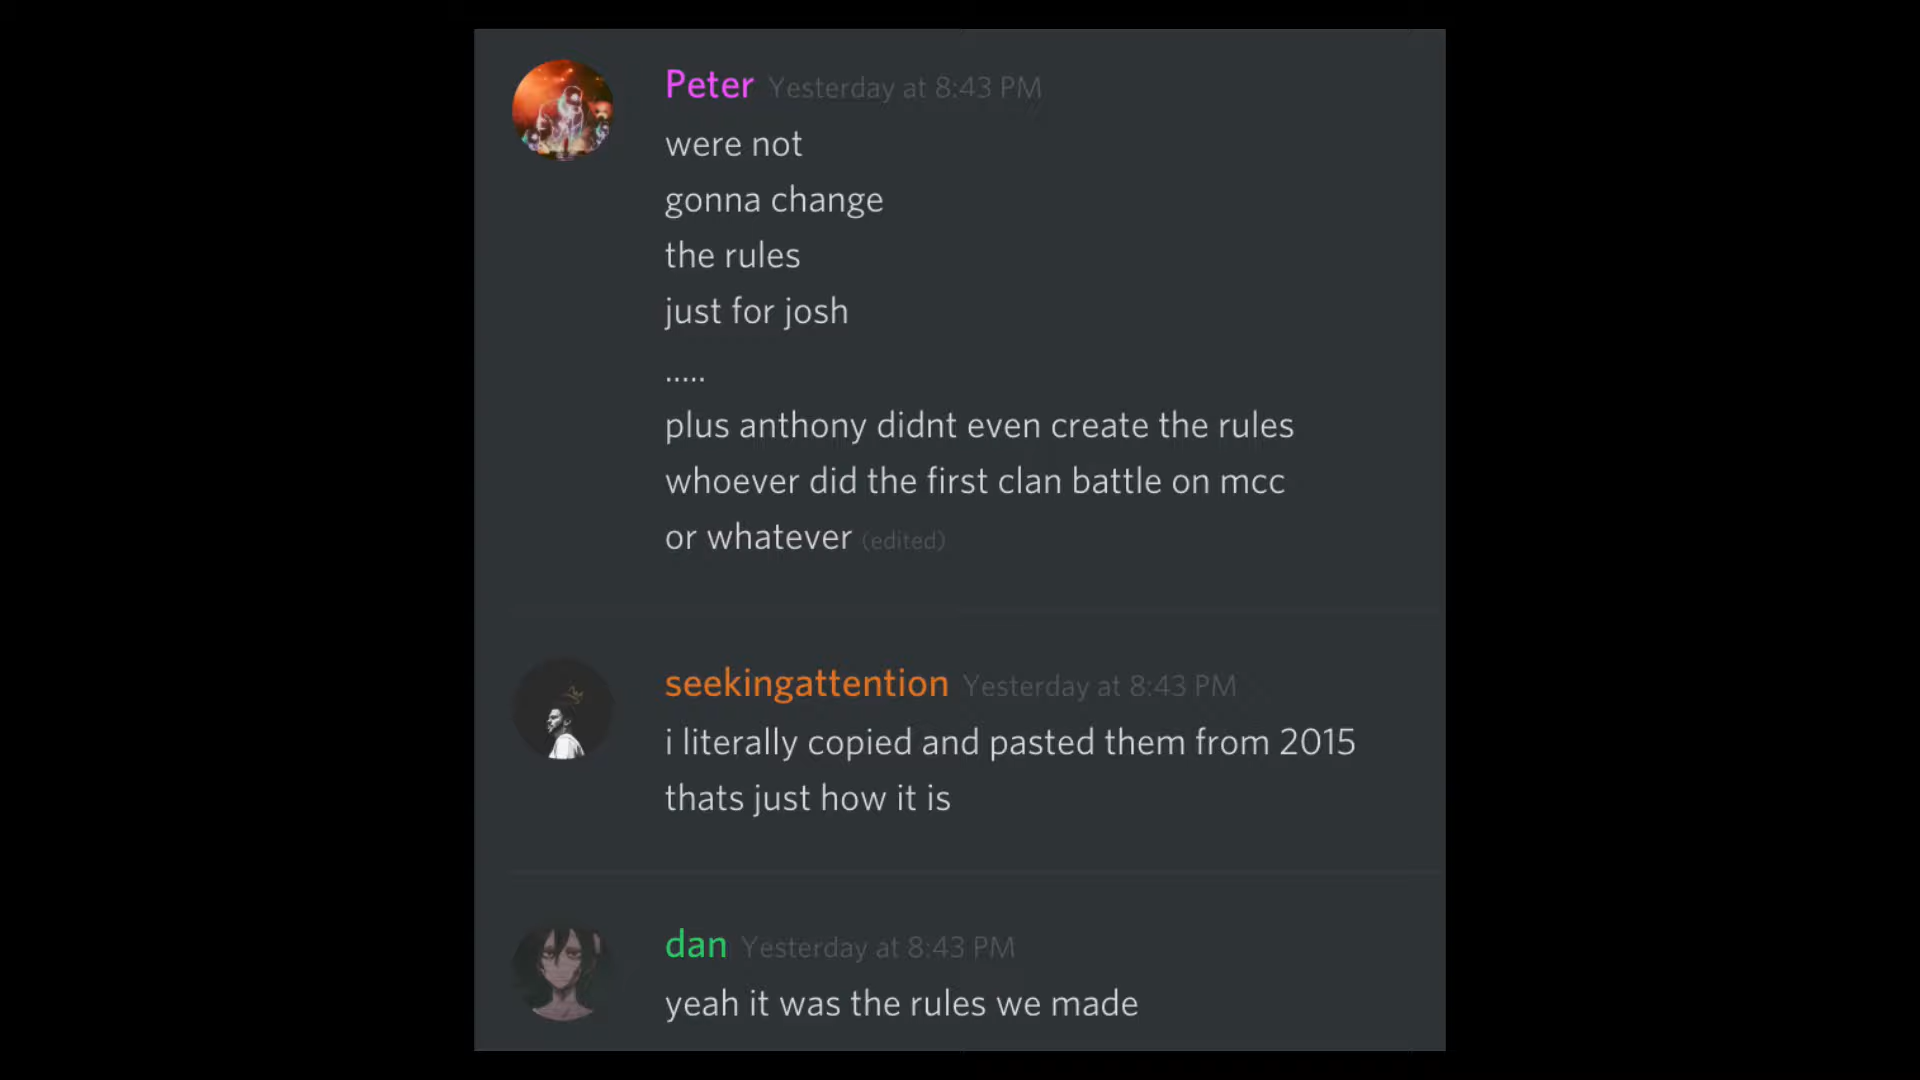 Peter Yesterday at 8:43 PM
were not
gonna change
the rules
just for josh
.....
plus anthony didnt even create the rules
whoever did the first clan battle on mcc
or whatever (edited)
seekingattention Yesterday at 8:43 PM
i literally copied and pasted them from 2015
thats just how it is
dan Yesterday at 8:43 PM
yeah it was the rules we made